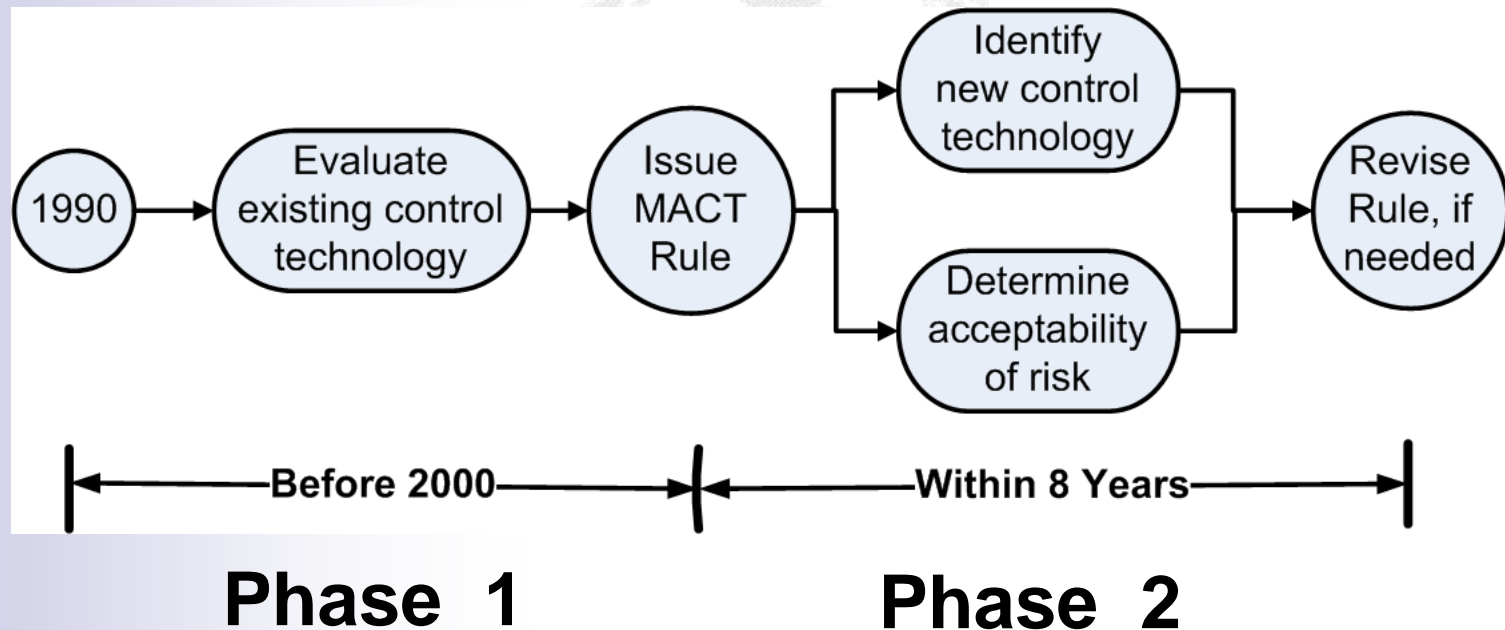 1990
Evaluate
existing control
technology
Issue
MACT
Rule
Identify
new control
technology
Determine
acceptability
of risk
Revise
Rule, if
needed
Before 2000
Within 8 Years
Phase 1
Phase 2